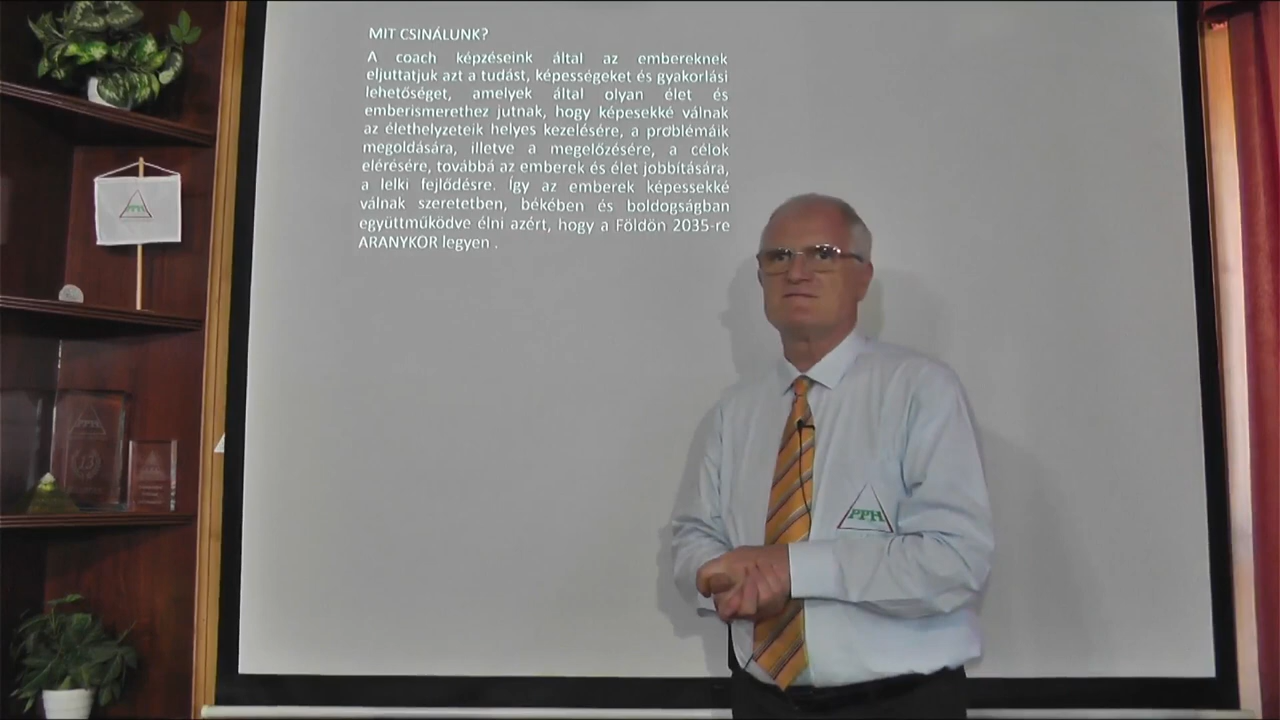 MIT CSINÁLUNK?
A coach képzéseink által az embereknek
eljuttatjuk azt a tudást, képességeket és gyakorlási
lehetőséget, amelyek által olyan élet és
emberismerethez jutnak, hogy képesekké válnak
az élethelyzeteik helyes kezelésére, a problémáik
megoldására, illetve a megelőzésére, a célok
elérésére, továbbá az emberek és élet jobbítására,
a lelki fejlődésre. Így az emberek képessekké
válnak szeretetben, békében és boldogságban
együttműködve élni azért, hogy a Földön 2035-re
ARANYKOR legyen .
PPH
PPH
13
PPH